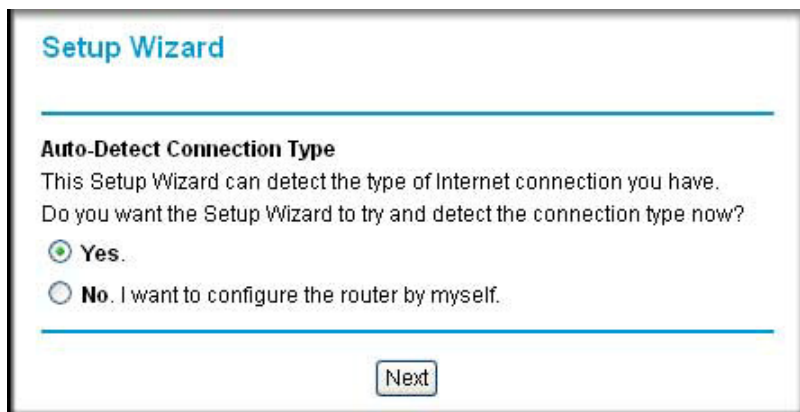 Setup Wizard
Auto-Detect Connection Type
This Setup Wizard can detect the type of Internet connection you have.
Do you want the Setup Wizard to try and detect the connection type now?
Yes.
No. I want to configure the router by myself.
Next